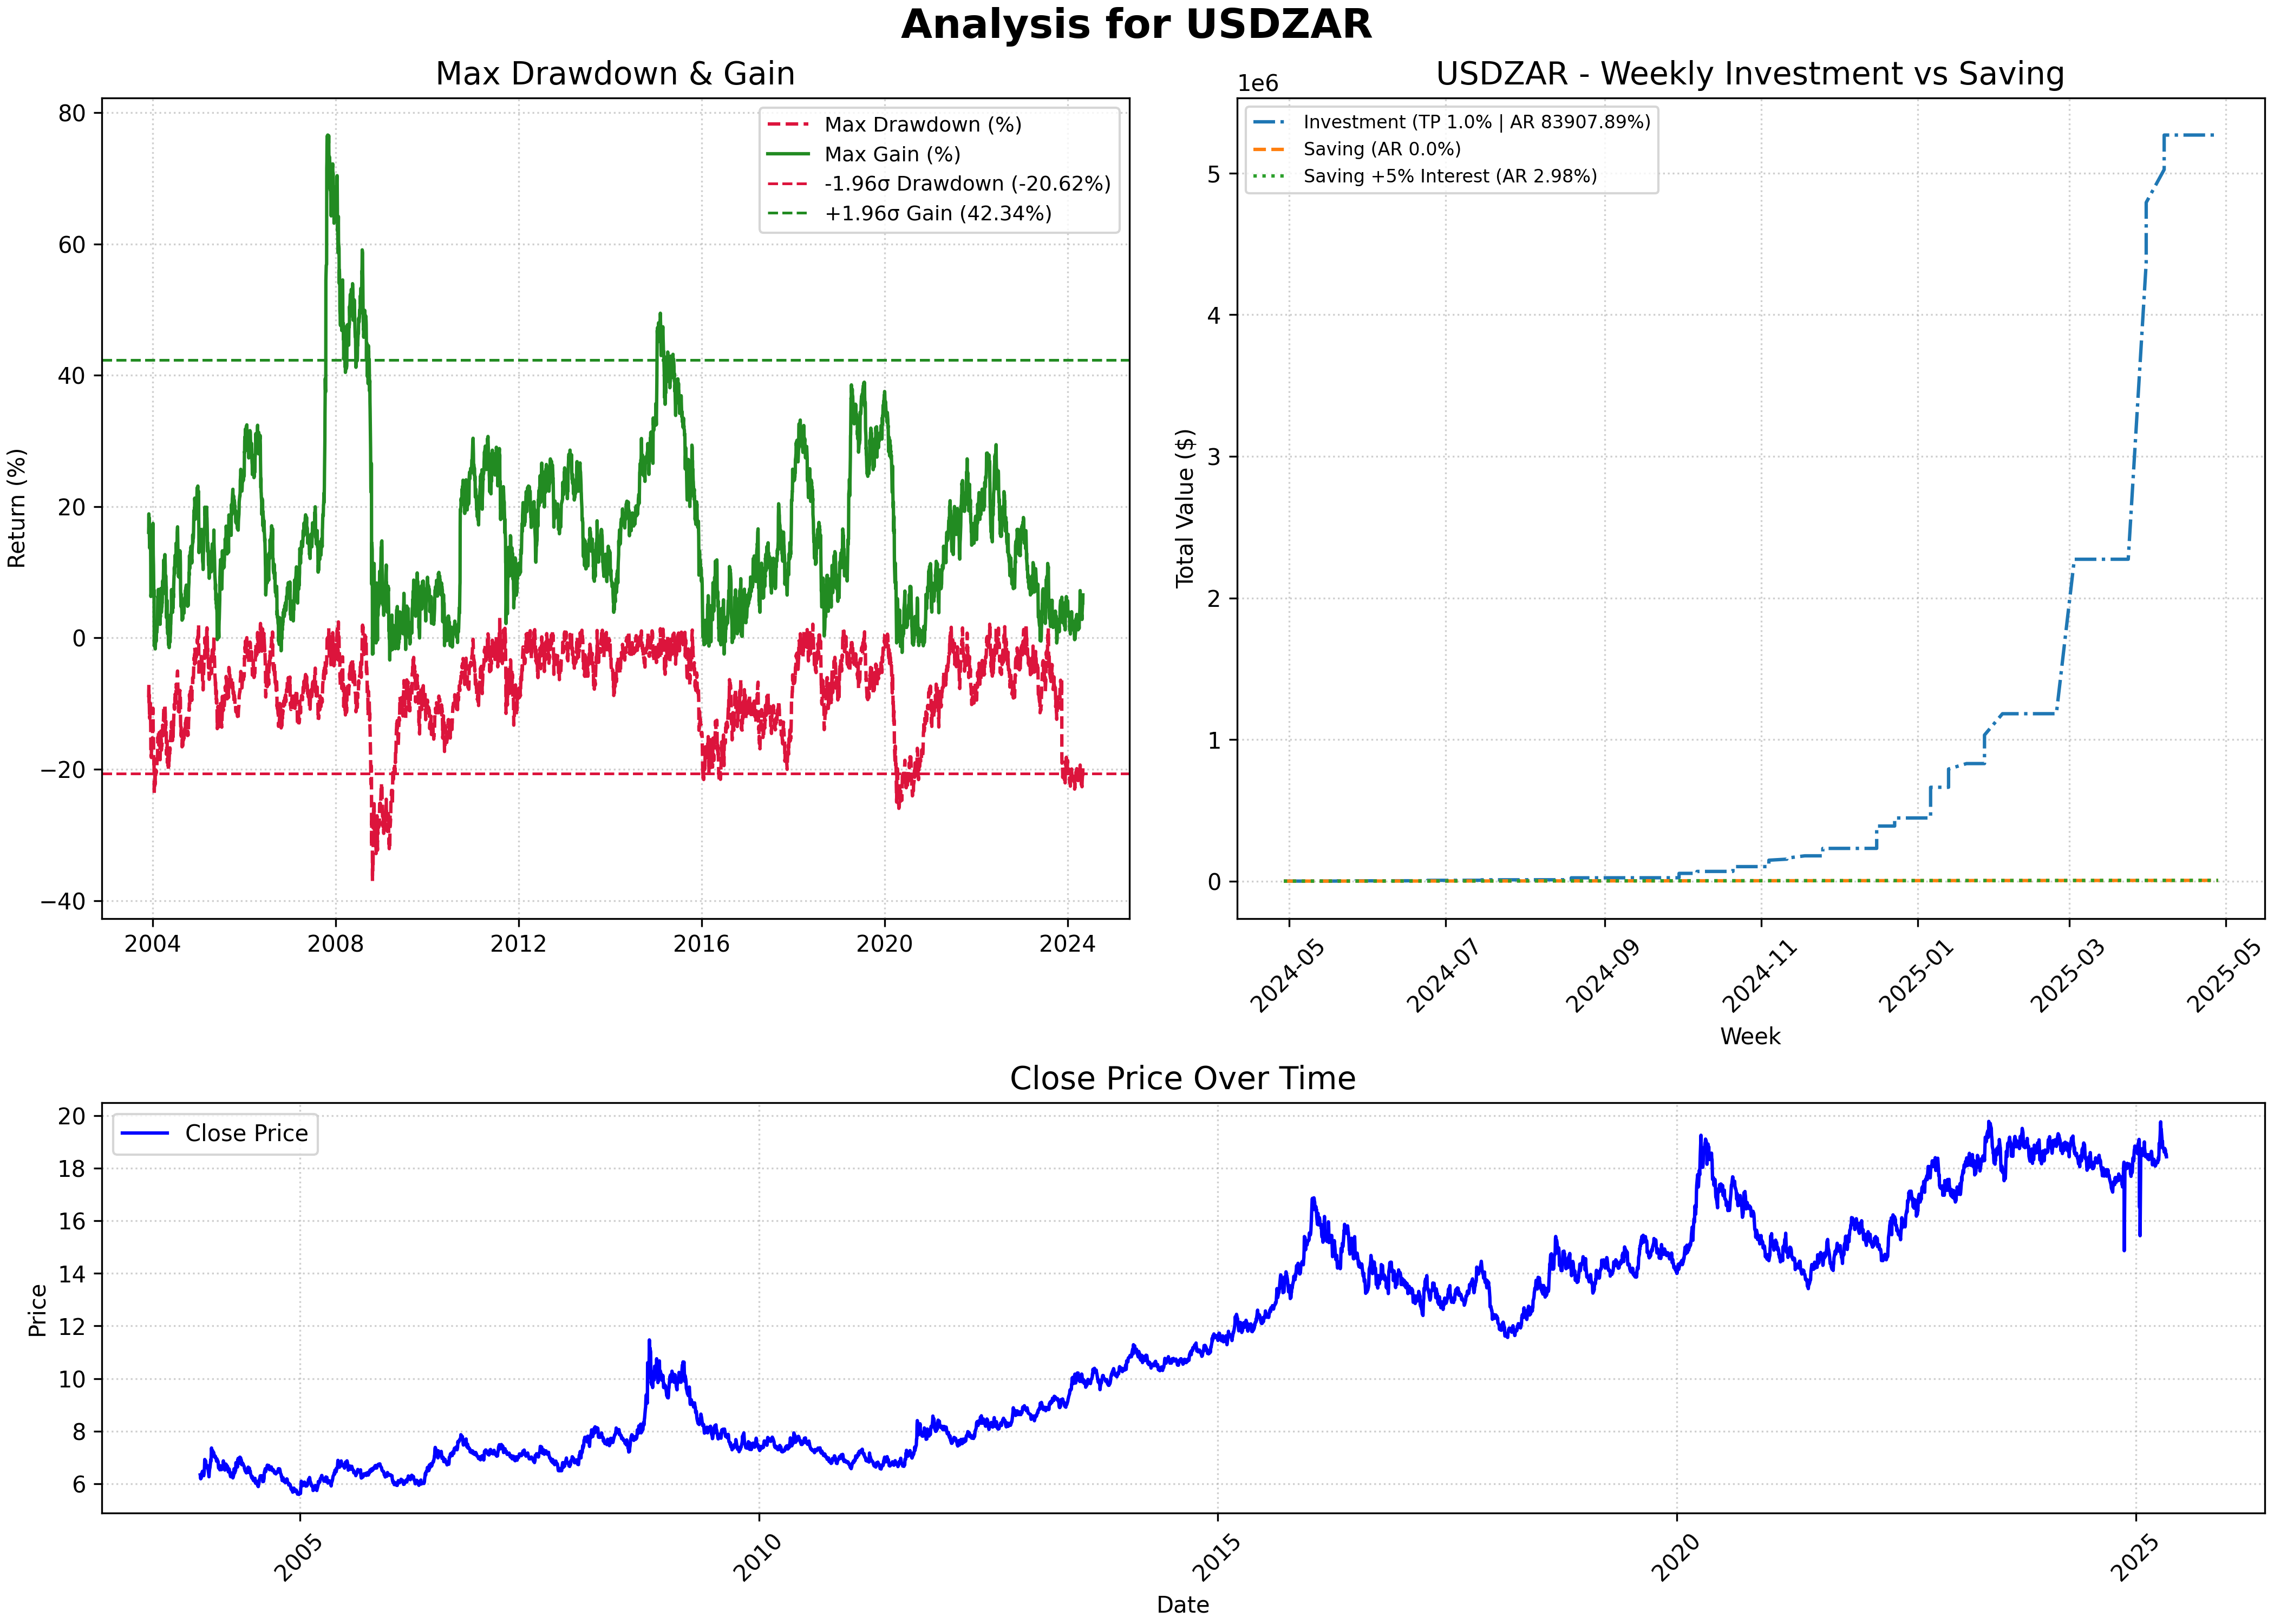 Analysis for USDZAR
Max Drawdown & Gain
Return (%)
80
60
40
20
0
−20
−40
2004
2008
2012
2016
2020
2024
Max Drawdown (%)
Max Gain (%)
-1.96σ Drawdown (-20.62%)
+1.96σ Gain (42.34%)
USDZAR - Weekly Investment vs Saving
1e6
Total Value ($)
5
4
3
2
1
0
Investment (TP 1.0% | AR 83907.89%)
Saving (AR 0.0%)
Saving +5% Interest (AR 2.98%)
2024-05
2024-07
2024-09
2024-11
2025-01
2025-03
2025-05
Week
Close Price Over Time
Price
20
18
16
14
12
10
8
6
Close Price
2005
2010
2015
2020
2025
Date